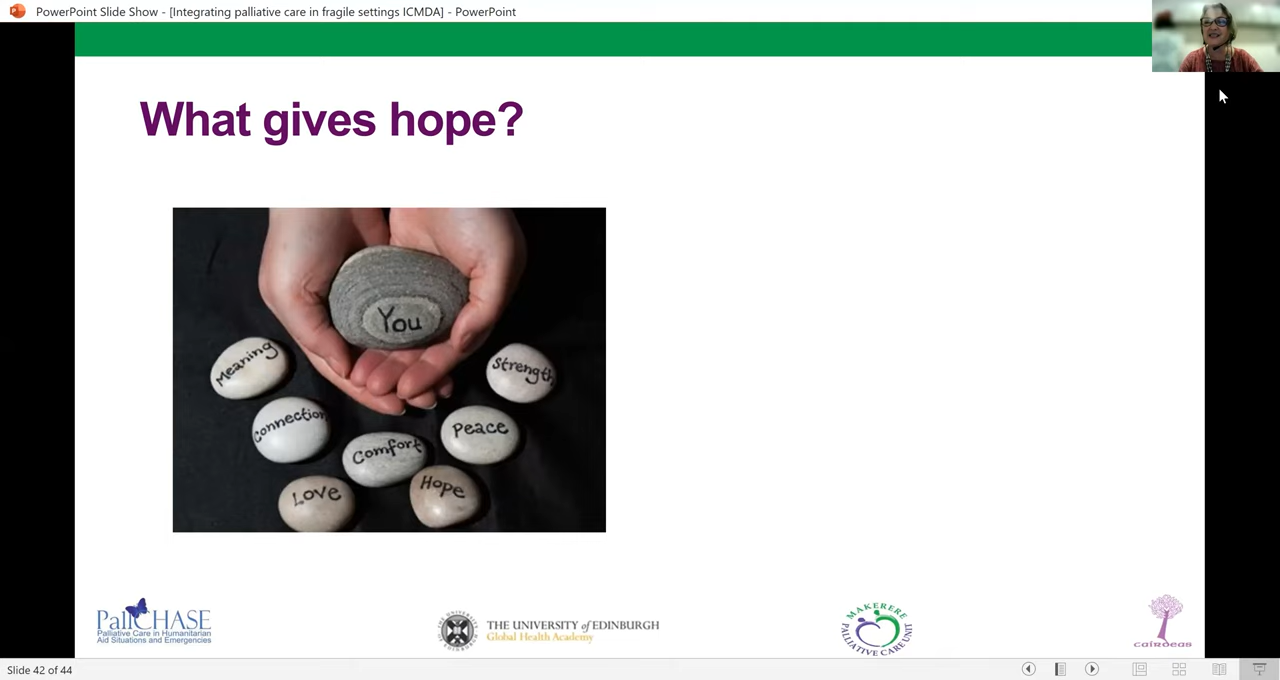 PowerPoint Slide Show - [Integrating palliative care in fragile settings ICMDA] - PowerPoint
What gives hope?
You
Meaning
Strength
Connection
Peace
Comfort
Love
Hope
PallCHASE
Palliative Care in Humanitarian
Aid Situations and Emergencies
THE UNIVERSITY of EDINBURGH
Global Health Academy
MAKERERE
PALLIATIVE CARE UNIT
cairdeas
Slide 42 of 44